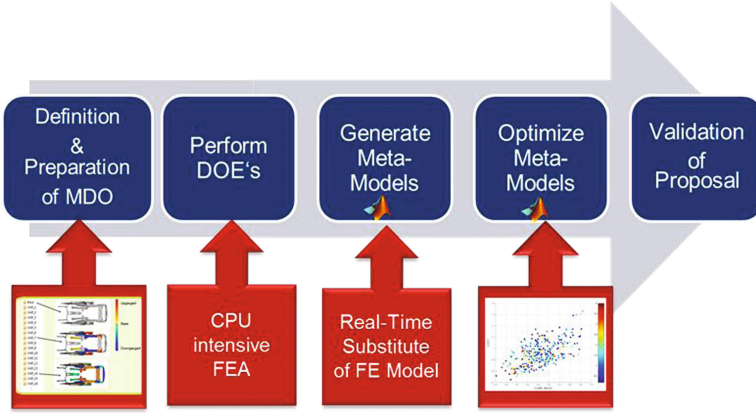 Definition
&
Preparation
of MDO
Perform
DOE's
Generate
Meta-
Models
Optimize
Meta-
Models
Validation
of
Proposal
CPU
intensive
FEA
Real-Time
Substitute
of FE Model
Base